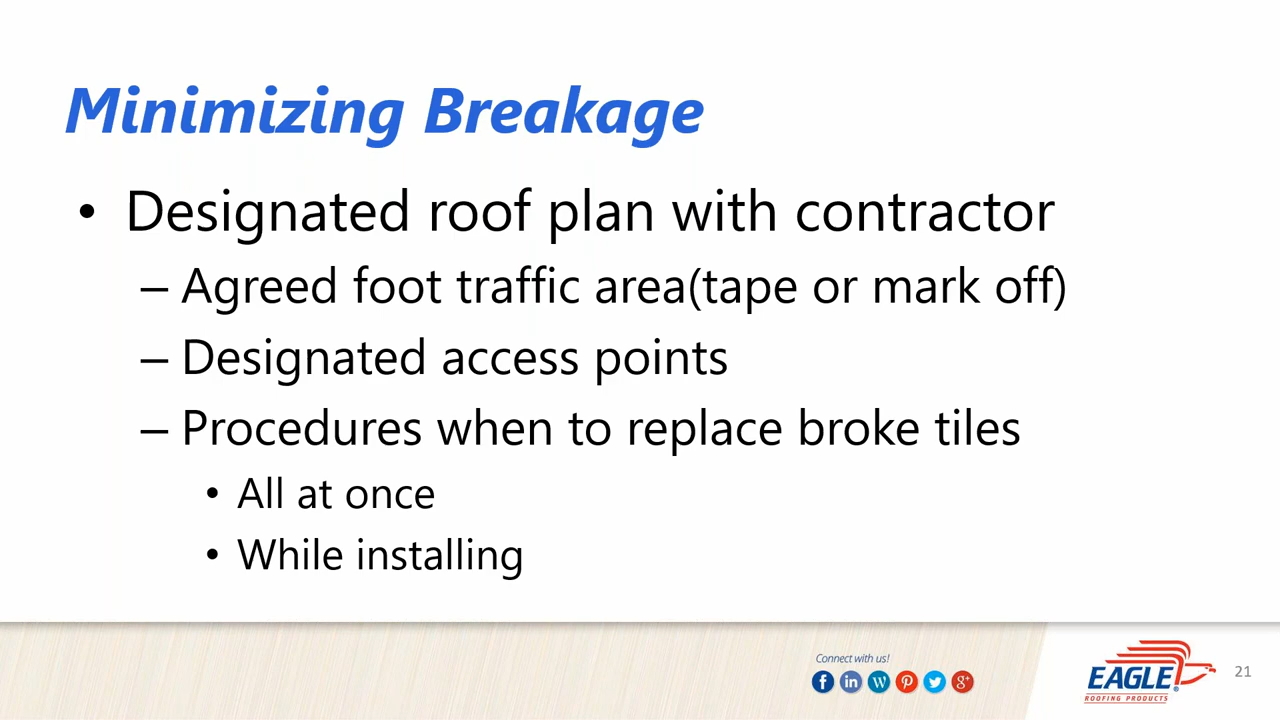 Minimizing Breakage
• Designated roof plan with contractor
– Agreed foot traffic area(tape or mark off)
– Designated access points
– Procedures when to replace broke tiles
• All at once
• While installing
Connect with us!
EAGLE®
ROOFING PRODUCTS
21